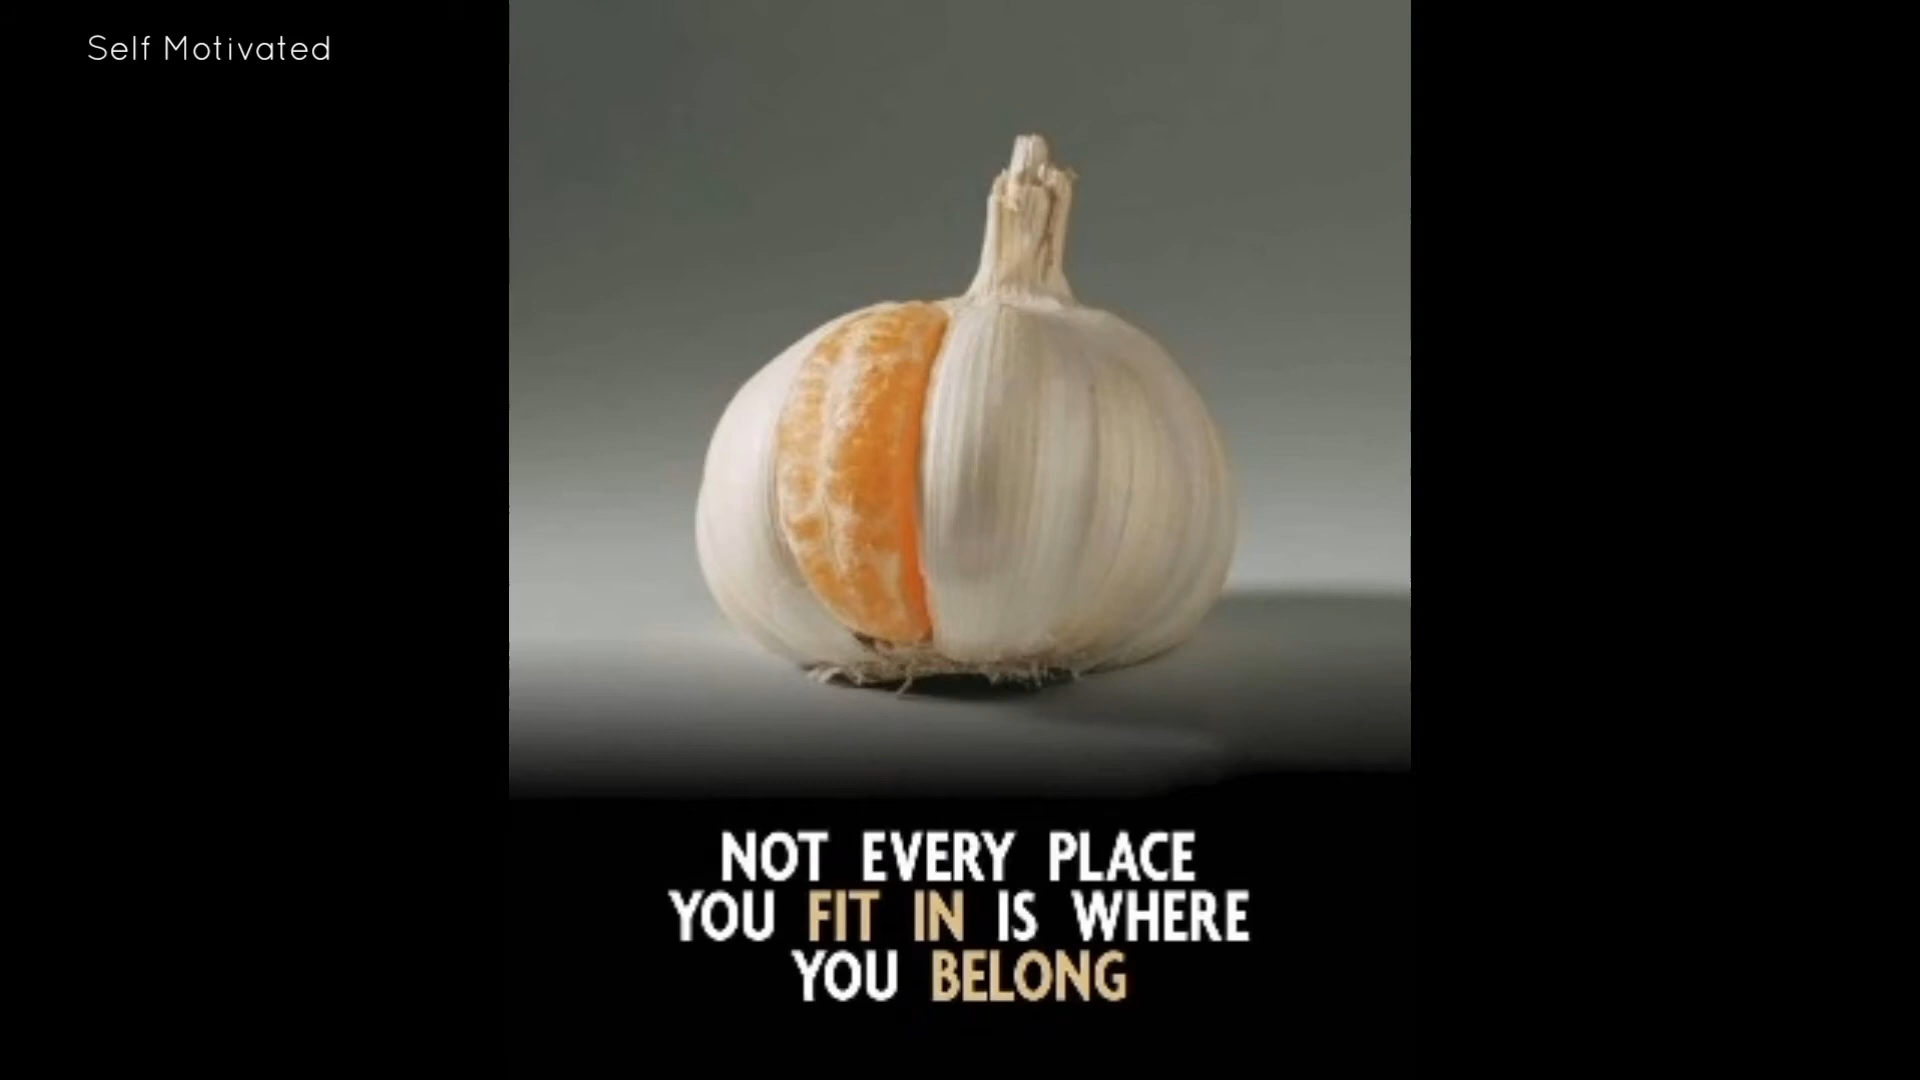 Self Motivated
NOT EVERY PLACE
YOU FIT IN IS WHERE
YOU BELONG